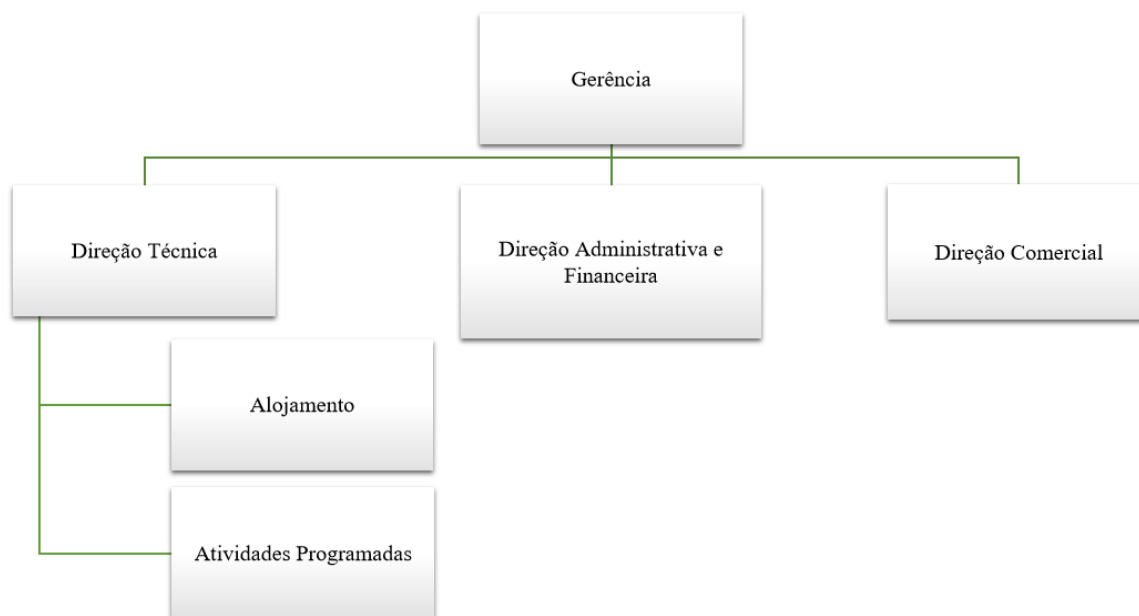 Gerência
Direção Técnica
Direção Administrativa e
Financeira
Direção Comercial
Alojamento
Atividades Programadas